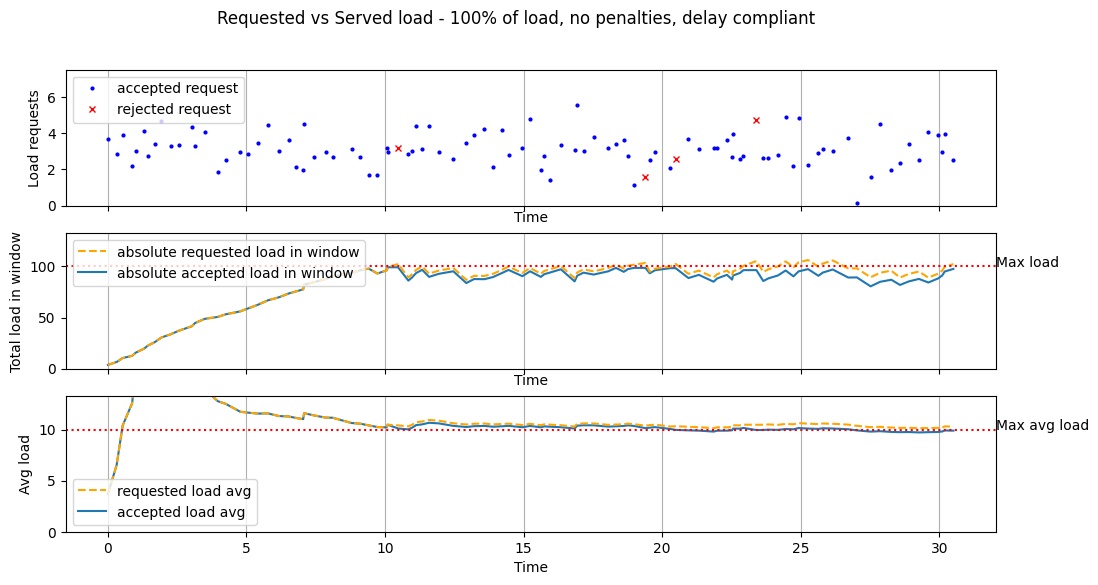 Requested vs Served load - 100% of load, no penalties, delay compliant
Load requests
6
4
2
0
accepted request
rejected request
Time
Total load in window
100
50
0
absolute requested load in window
absolute accepted load in window
Max load
Time
Avg load
10
5
0
requested load avg
accepted load avg
Max avg load
0 5 10 15 20 25 30
Time